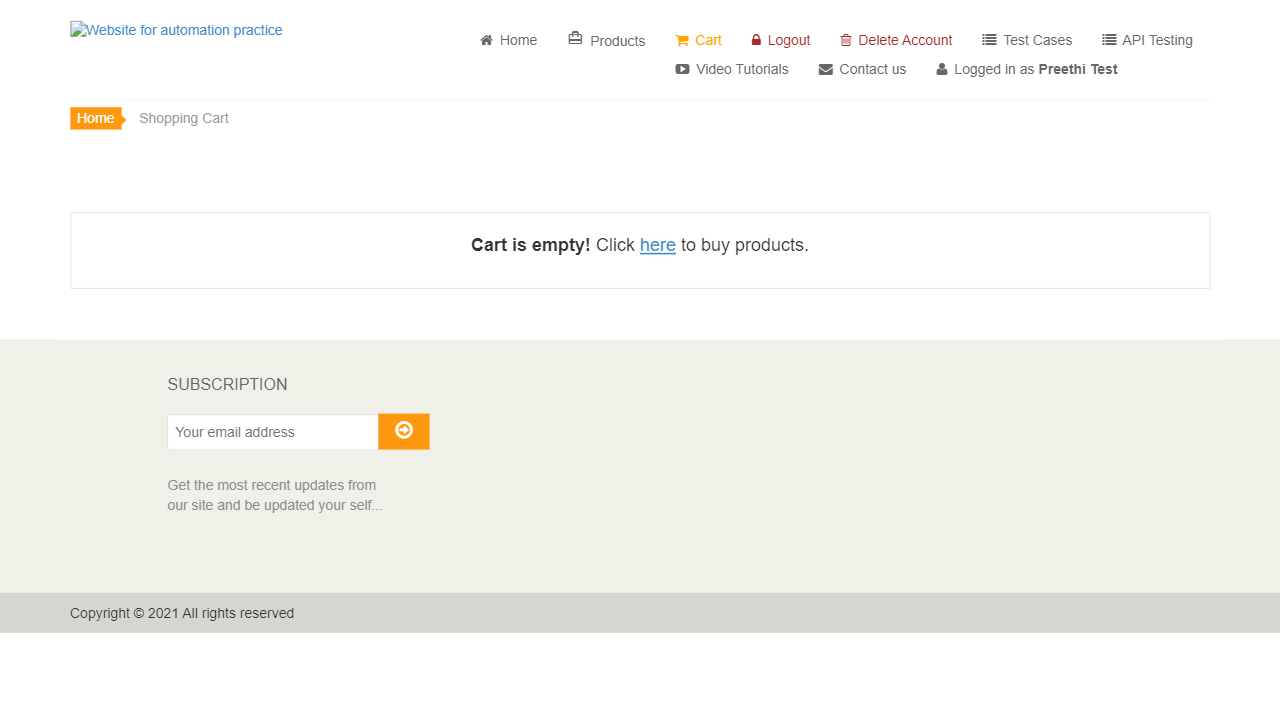 Website for automation practice
Home Products Cart Logout Delete Account Test Cases API Testing
Video Tutorials Contact us Logged in as Preethi Test
Home Shopping Cart
Cart is empty! Click here to buy products.
SUBSCRIPTION
Your email address
Get the most recent updates from
our site and be updated your self...
Copyright © 2021 All rights reserved